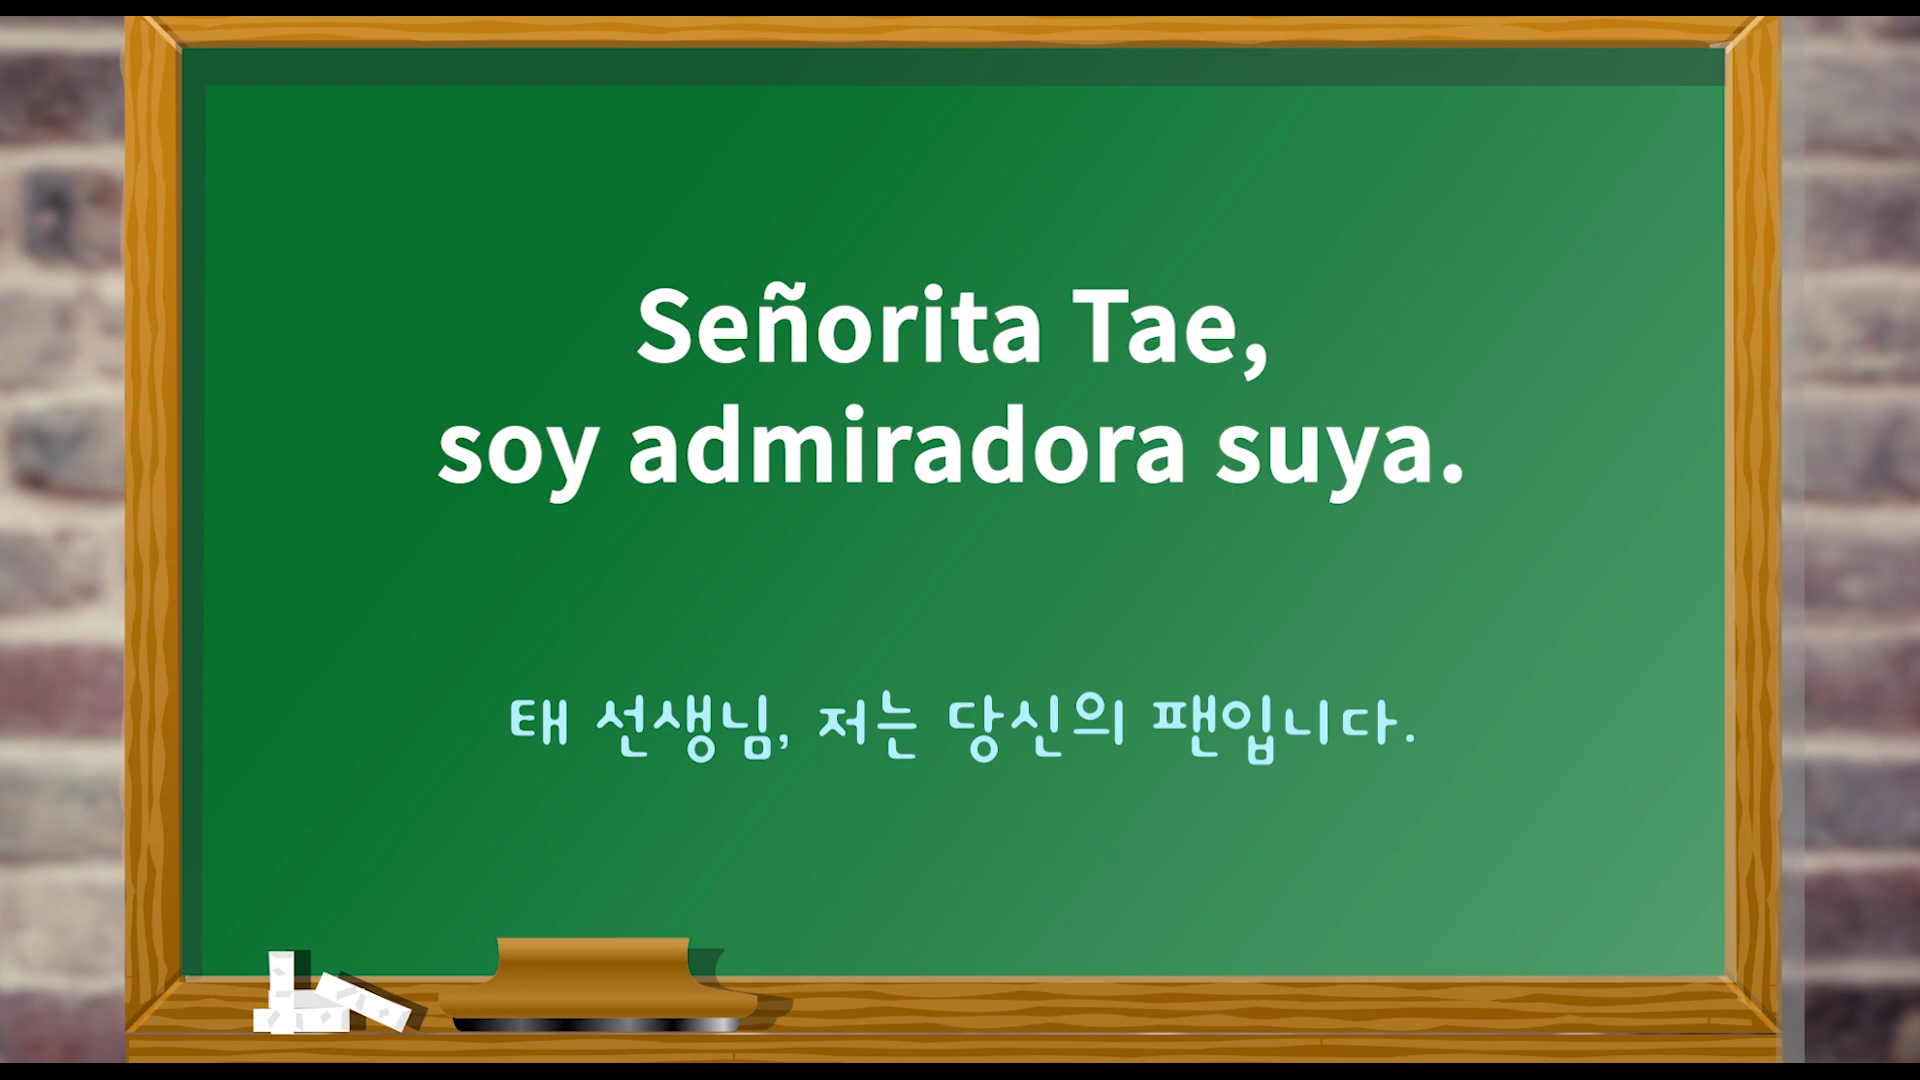 Señorita Tae,
soy admiradora suya.
태 선생님, 저는 당신의 팬입니다.